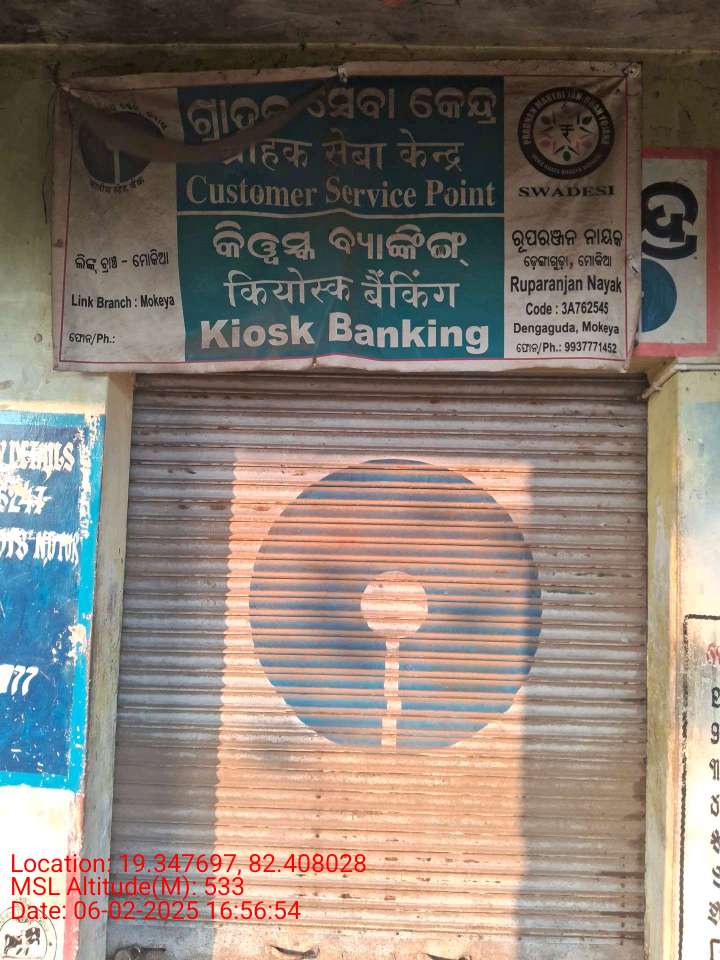 ଗ୍ରାହକ ସେବା କେନ୍ଦ୍ର
ग्राहक सेबा केन्द्र
Customer Service Point
କିଓସ୍କ ବ୍ୟାଙ୍କିଙ୍ଗ୍
कियोस्क बैंकिंग
Kiosk Banking
ଲିଙ୍କ୍ ବ୍ରାଞ୍ଚ - ମୋକିଆ
Link Branch : Mokeya
ଫୋନ୍/Ph.:
SWADESI
ରୂପରଞ୍ଜନ ନାୟକ
ଡ଼େଙ୍ଗାଗୁଡ଼ା, ମୋକିଆ
Ruparanjan Nayak
Code : 3A762545
Dengaguda, Mokeya
ଫୋନ୍/Ph.: 9937771452
Location: 19.347697, 82.408028
MSL Altitude(M): 533
Date: 06-02-2025 16:56:54